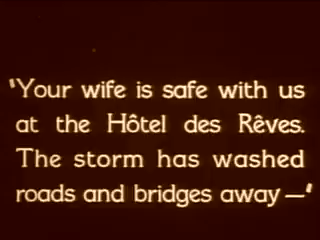 "Your wife is safe with us
at the Hôtel des Rêves.
The storm has washed
roads and bridges away—"